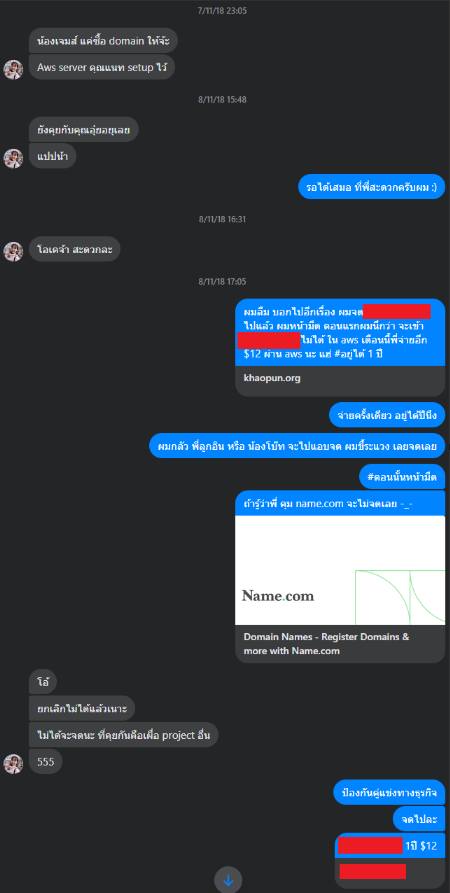 7/11/18 23:05
น้องเจมส์ แค่ซื้อ domain ให้จ้ะ
Aws server คุณแนท setup ไว้
8/11/18 15:48
ยังคุยกับคุณอุ๋ยอยุเลย
แปปน้า
รอได้เสมอ ที่พี่สะดวกครับผม :)
8/11/18 16:31
โอเคจ้า สะดวกละ
8/11/18 17:05
ผมลืม บอกไปอีกเรื่อง ผมจด
ไปแล้ว ผมหน้ามืด ตอนแรกผมนึกว่า จะเข้า
ไม่ได้ ใน aws เดือนนี้พี่จ่ายอีก
$12 ผ่าน aws นะ แฮ่ #อยู่ได้ 1 ปี
khaopun.org
จ่ายครั้งเดียว อยู่ได้ปีนึง
ผมกลัว พี่ลูกอิน หรือ น้องโบ๊ท จะไปแอบจด ผมขี้ระแวง เลยจดเลย
#ตอนนั้นหน้ามืด
ถ้ารู้ว่าพี่ คุม name.com จะไม่จดเลย -_-
Name.com
Domain Names - Register Domains &
more with Name.com
โอ้
ยกเลิกไม่ได้แล้วเนาะ
ไม่ได้จะจดนะ ที่คุยกันคือเผื่อ project อื่น
555
ป้องกันคู่แข่งทางธุรกิจ
จดไปละ
1ปี $12